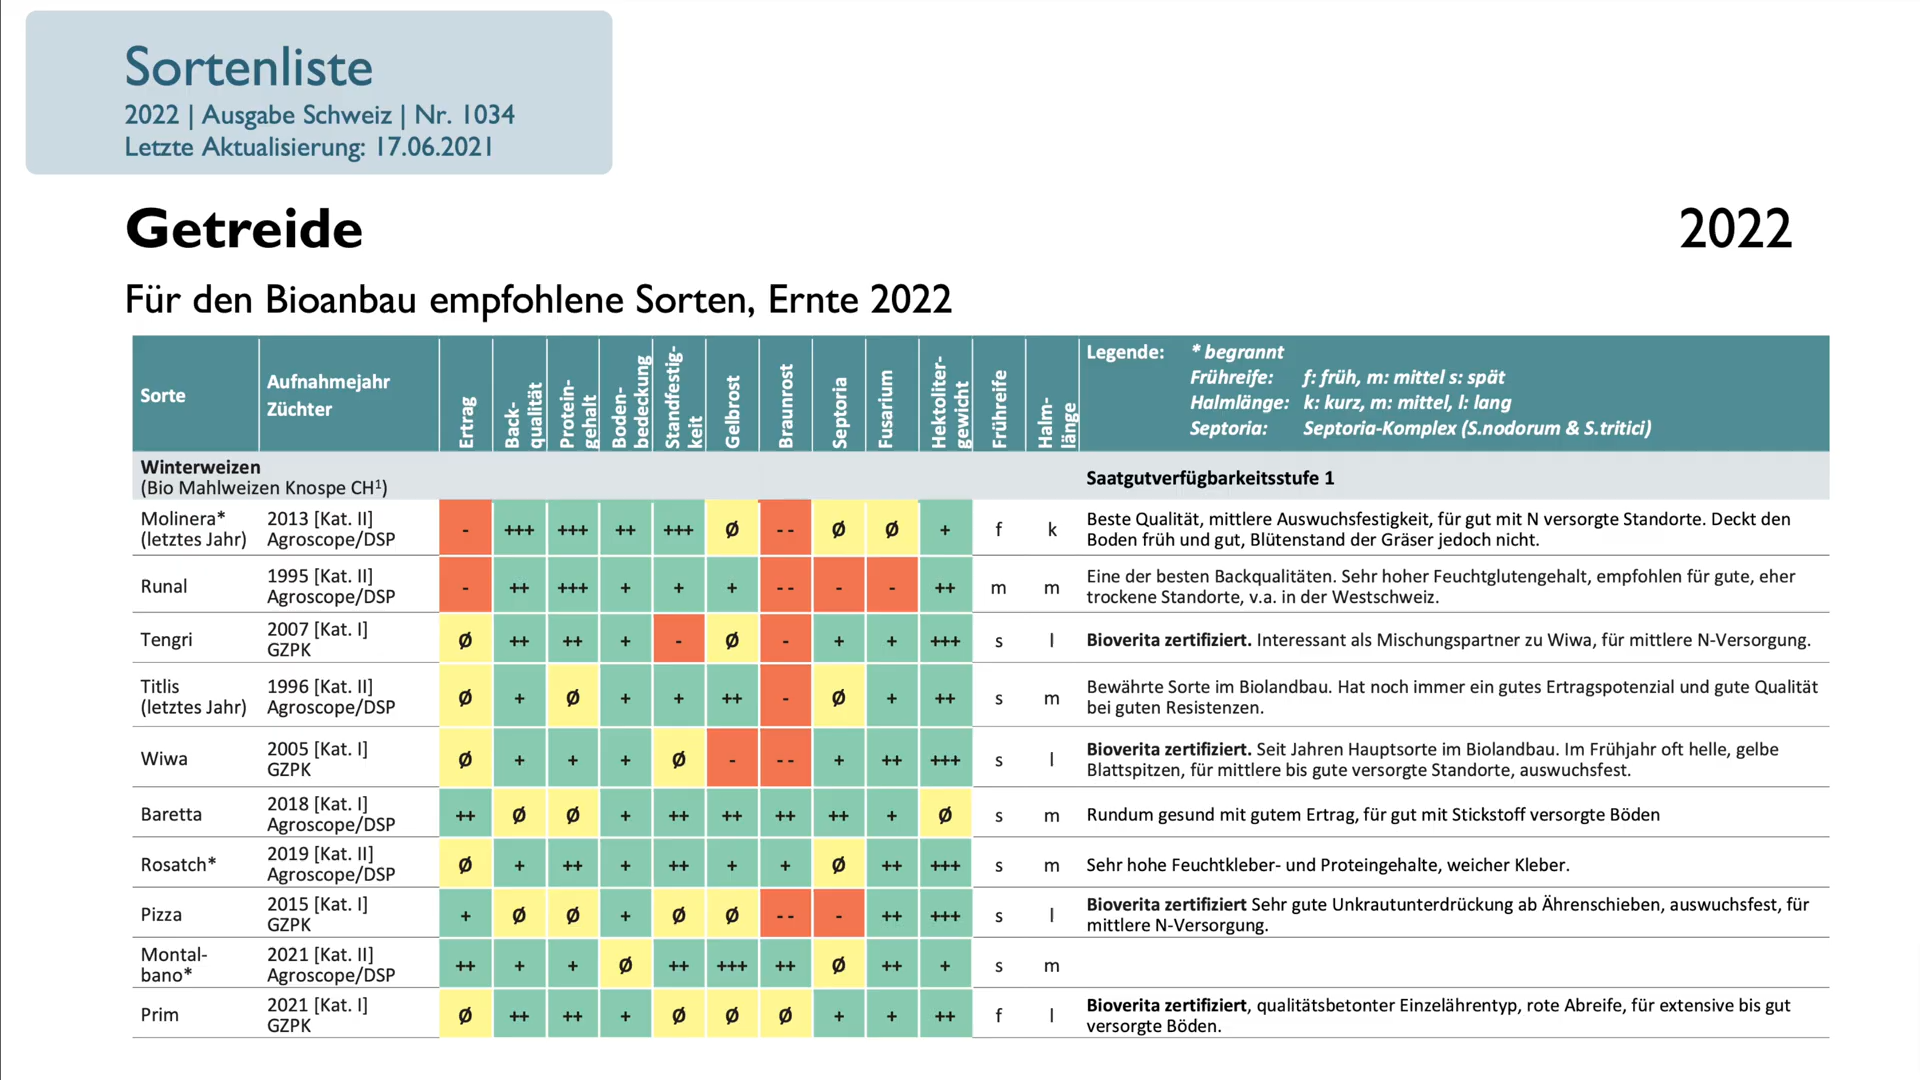 Sortenliste
2022 | Ausgabe Schweiz | Nr. 1034
Letzte Aktualisierung: 17.06.2021
Getreide 2022
Für den Bioanbau empfohlene Sorten, Ernte 2022
Sorte
Aufnahmejahr
Züchter
Ertrag
Back-
qualität
Protein-
gehalt
Boden-
bedeckung
Standfestig-
keit
Gelbrost
Braunrost
Septoria
Fusarium
Hektoliter-
gewicht
Frühreife
Halm-
länge
Legende: * begrannt
Frühreife: f: früh, m: mittel s: spät
Halmlänge: k: kurz, m: mittel, l: lang
Septoria: Septoria-Komplex (S.nodorum & S.tritici)
Winterweizen
(Bio Mahlweizen Knospe CH¹)
Saatgutverfügbarkeitsstufe 1
Molinera*
(letztes Jahr)
2013 [Kat. II]
Agroscope/DSP
- +++ +++ ++ +++ Ø - - Ø Ø + f k
Beste Qualität, mittlere Auswuchsfestigkeit, für gut mit N versorgte Standorte. Deckt den
Boden früh und gut, Blütenstand der Gräser jedoch nicht.
Runal
1995 [Kat. II]
Agroscope/DSP
- ++ +++ + + + - - - - ++ m m
Eine der besten Backqualitäten. Sehr hoher Feuchtglutengehalt, empfohlen für gute, eher
trockene Standorte, v.a. in der Westschweiz.
Tengri
2007 [Kat. I]
GZPK
Ø ++ ++ + - Ø - + + +++ s l
Bioverita zertifiziert. Interessant als Mischungspartner zu Wiwa, für mittlere N-Versorgung.
Titlis
(letztes Jahr)
1996 [Kat. II]
Agroscope/DSP
Ø + Ø + + ++ - Ø + ++ s m
Bewährte Sorte im Biolandbau. Hat noch immer ein gutes Ertragspotenzial und gute Qualität
bei guten Resistenzen.
Wiwa
2005 [Kat. I]
GZPK
Ø + + + Ø - - - + ++ +++ s l
Bioverita zertifiziert. Seit Jahren Hauptsorte im Biolandbau. Im Frühjahr oft helle, gelbe
Blattspitzen, für mittlere bis gute versorgte Standorte, auswuchsfest.
Baretta
2018 [Kat. I]
Agroscope/DSP
++ Ø Ø + ++ ++ ++ ++ + Ø s m
Rundum gesund mit gutem Ertrag, für gut mit Stickstoff versorgte Böden
Rosatch*
2019 [Kat. II]
Agroscope/DSP
Ø + ++ + ++ + + Ø ++ +++ s m
Sehr hohe Feuchtkleber- und Proteingehalte, weicher Kleber.
Pizza
2015 [Kat. I]
GZPK
+ Ø Ø + Ø Ø - - - ++ +++ s l
Bioverita zertifiziert Sehr gute Unkrautunterdrückung ab Ährenschieben, auswuchsfest, für
mittlere N-Versorgung.
Montal-
bano*
2021 [Kat. II]
Agroscope/DSP
++ + + Ø ++ +++ ++ Ø ++ + s m
Prim
2021 [Kat. I]
GZPK
Ø ++ ++ + Ø Ø Ø + + ++ f l
Bioverita zertifiziert, qualitätsbetonter Einzelährentyp, rote Abreife, für extensive bis gut
versorgte Böden.